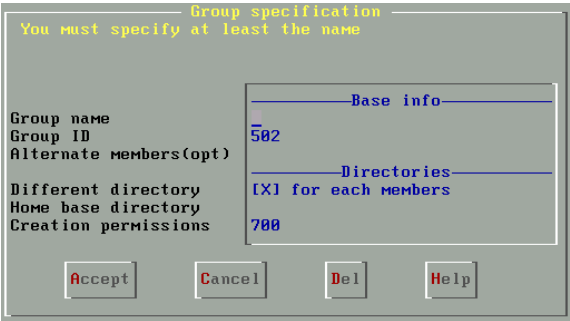 Group specification
You must specify at least the name
Base info
Group name
Group ID 502
Alternate members(opt)
Directories
Different directory [X] for each members
Home base directory
Creation permissions 700
Accept Cancel Del Help